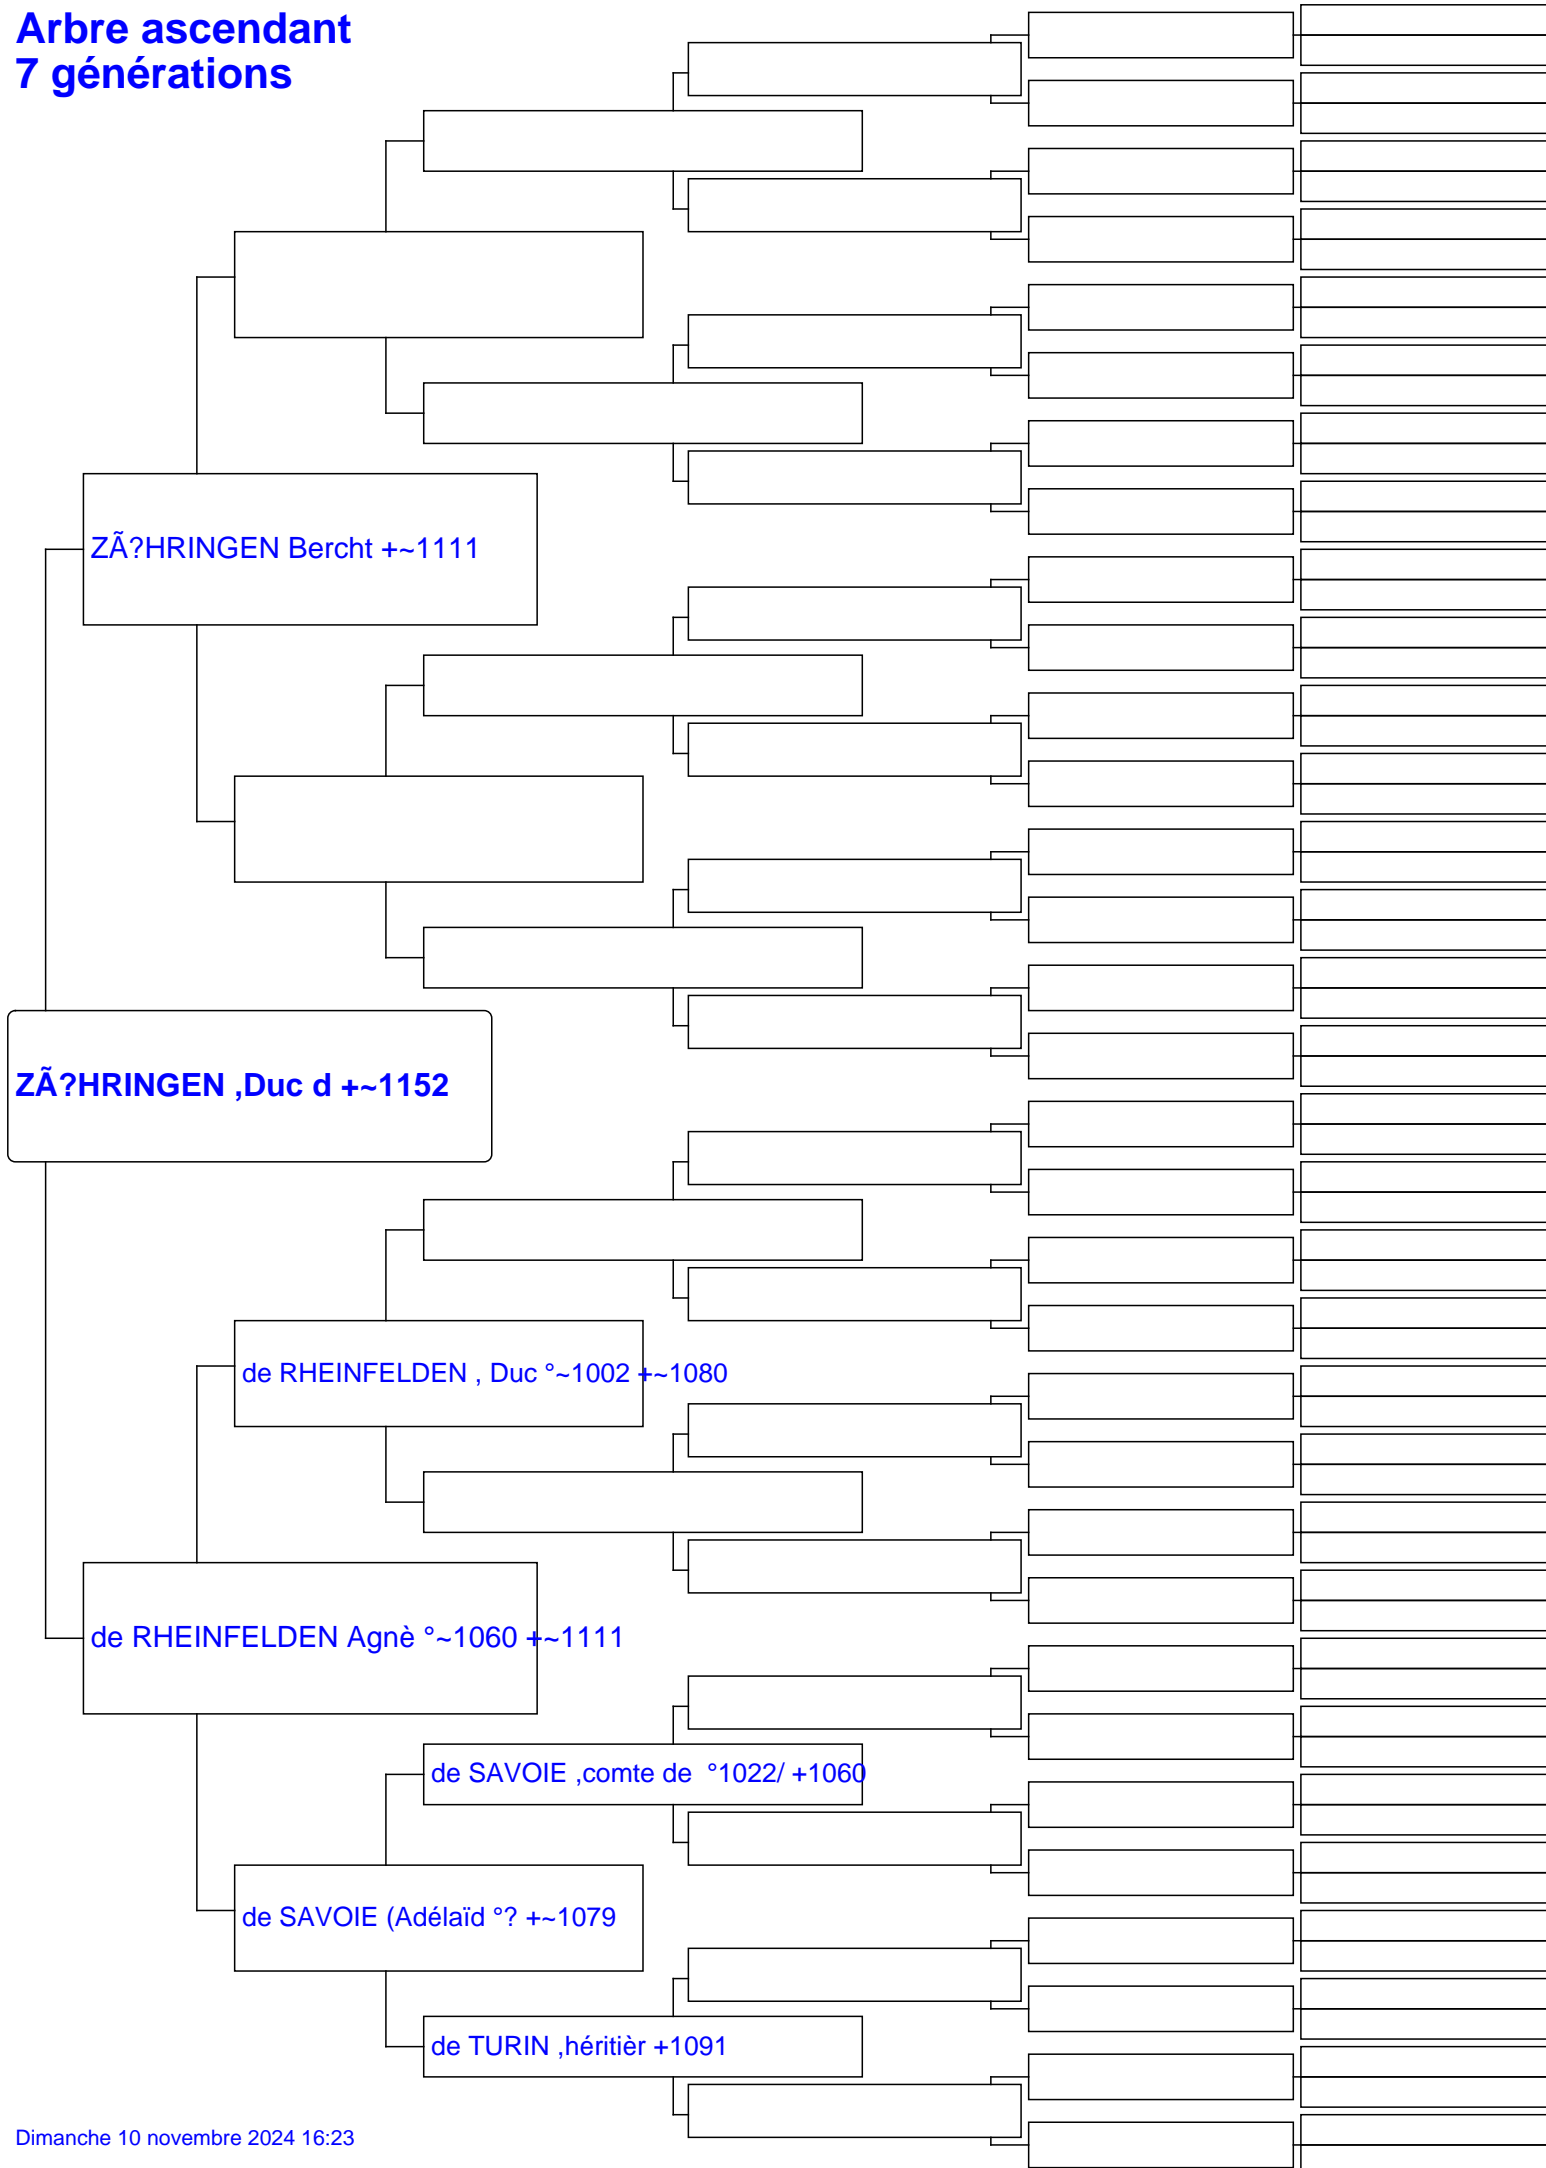 Arbre ascendant
7 générations
ZÃ?HRINGEN Bercht +~1111
ZÃ?HRINGEN ,Duc d +~1152
de RHEINFELDEN , Duc °~1002 +~1080
de RHEINFELDEN Agnè °~1060 +~1111
de SAVOIE ,comte de  °1022/ +1060
de SAVOIE (Adélaïd °? +~1079
de TURIN ,héritièr +1091
Dimanche 10 novembre 2024 16:23